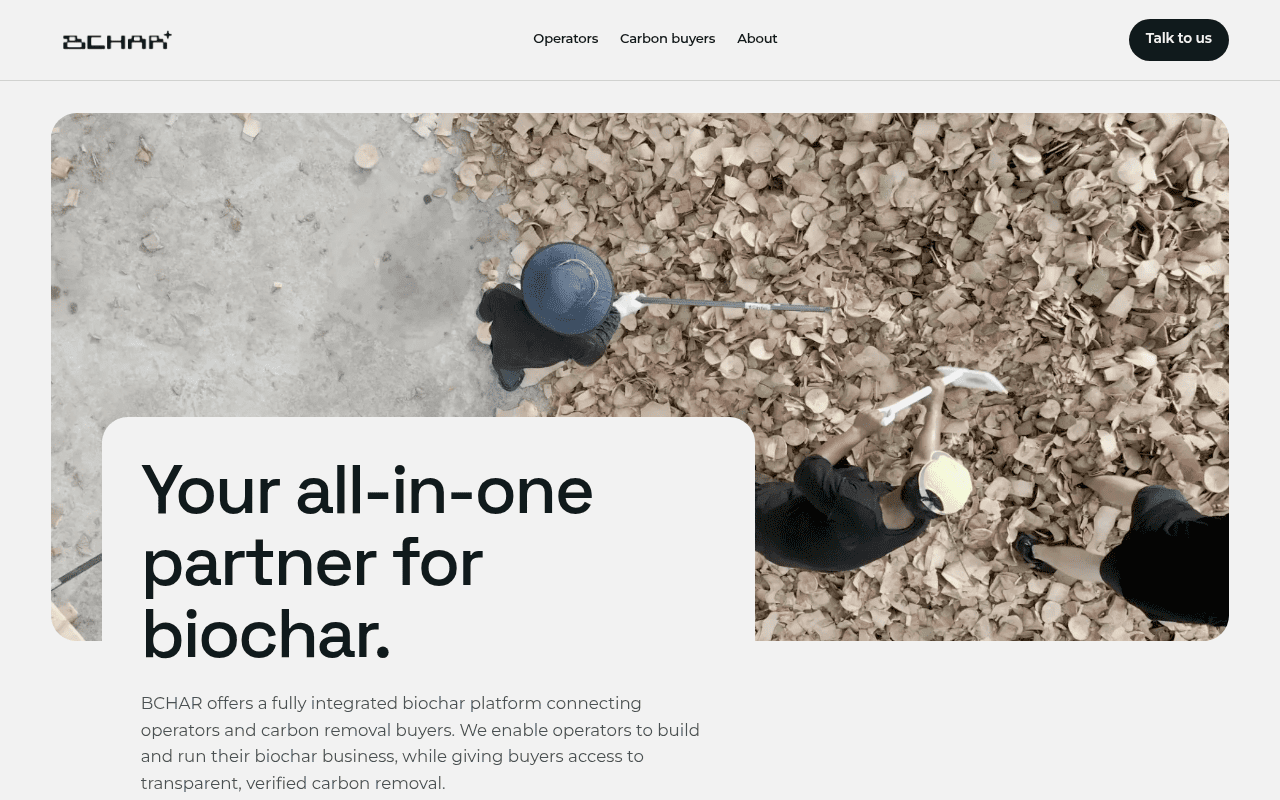 BCHAR
Operators
Carbon buyers
About
Talk to us
Your all-in-one
partner for
biochar.
BCHAR offers a fully integrated biochar platform connecting
operators and carbon removal buyers. We enable operators to build
and run their biochar business, while giving buyers access to
transparent, verified carbon removal.